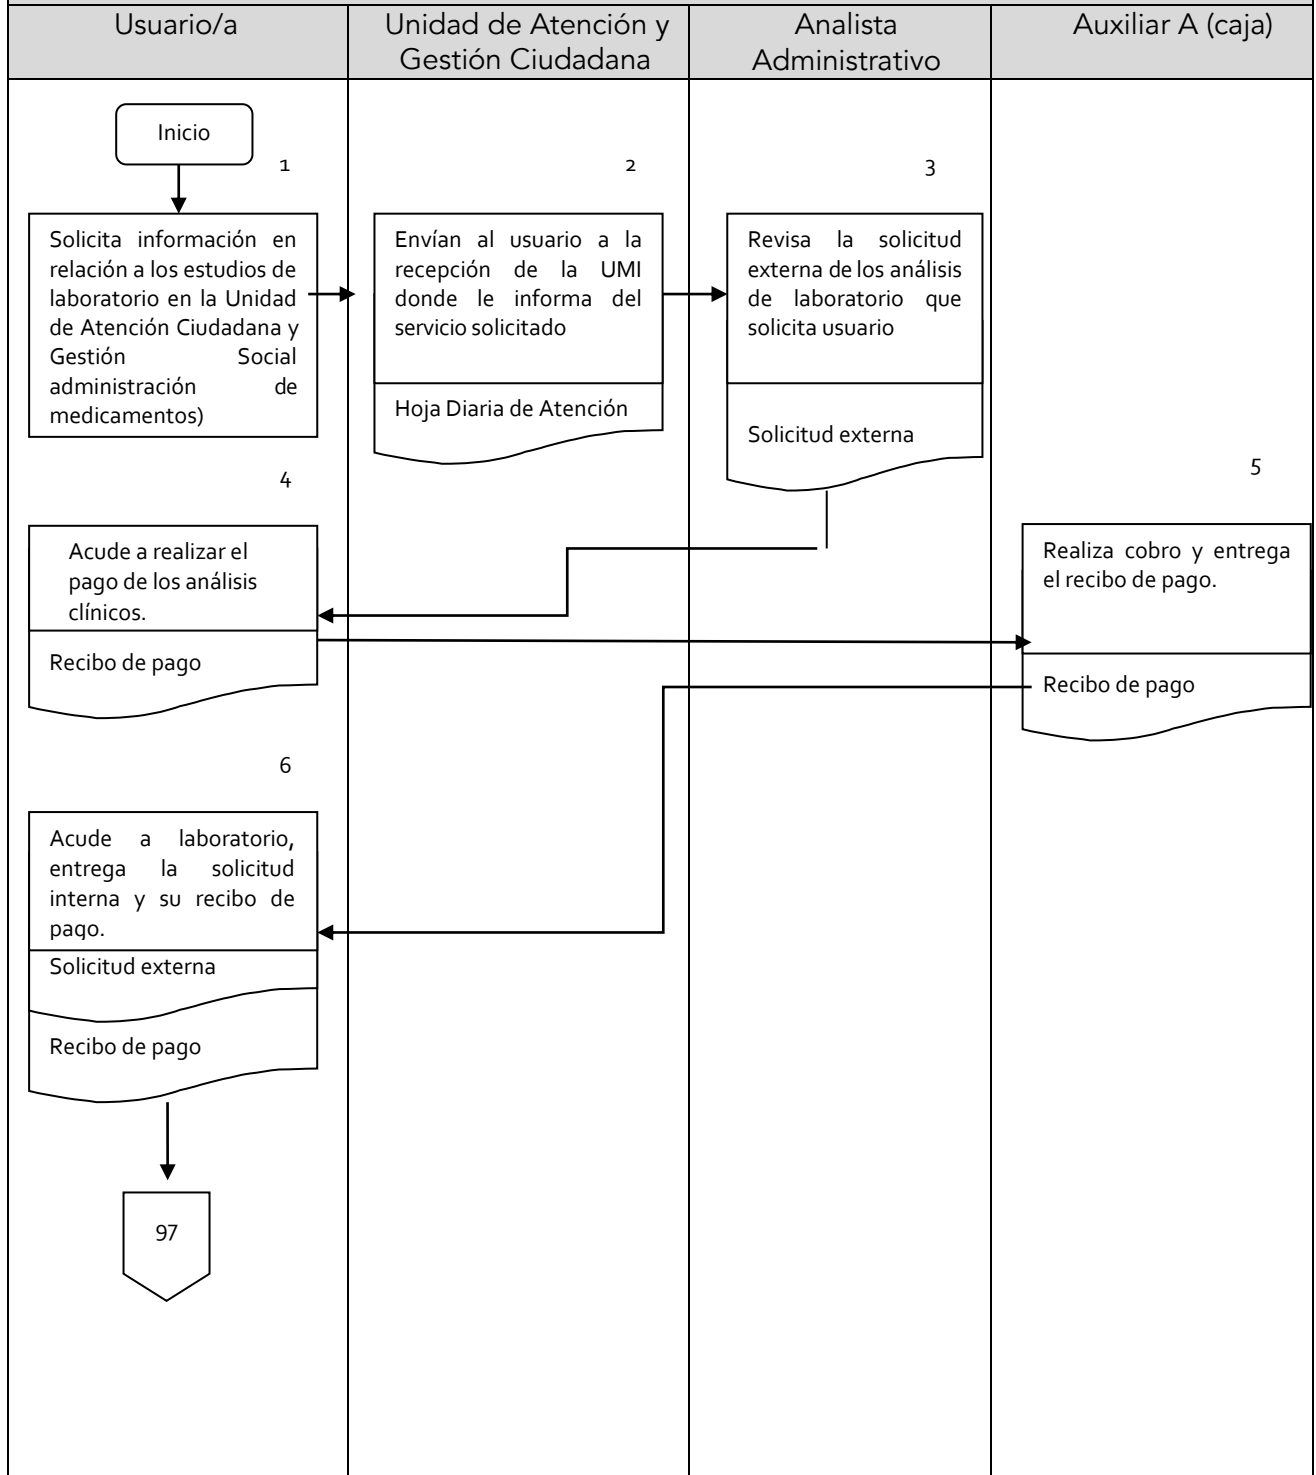 Usuario/a
Unidad de Atención y
Gestión Ciudadana
Analista
Administrativo
Auxiliar A (caja)
Inicio
1
2
3
Solicita información en
relación a los estudios de
laboratorio en la Unidad
de Atención Ciudadana y
Gestión Social
administración de
medicamentos)
Envían al usuario a la
recepción de la UMI
donde le informa del
servicio solicitado
Hoja Diaria de Atención
Revisa la solicitud
externa de los análisis
de laboratorio que
solicita usuario
Solicitud externa
4
5
Acude a realizar el
pago de los análisis
clínicos.
Recibo de pago
Realiza cobro y entrega
el recibo de pago.
Recibo de pago
6
Acude a laboratorio,
entrega la solicitud
interna y su recibo de
pago.
Solicitud externa
Recibo de pago
97